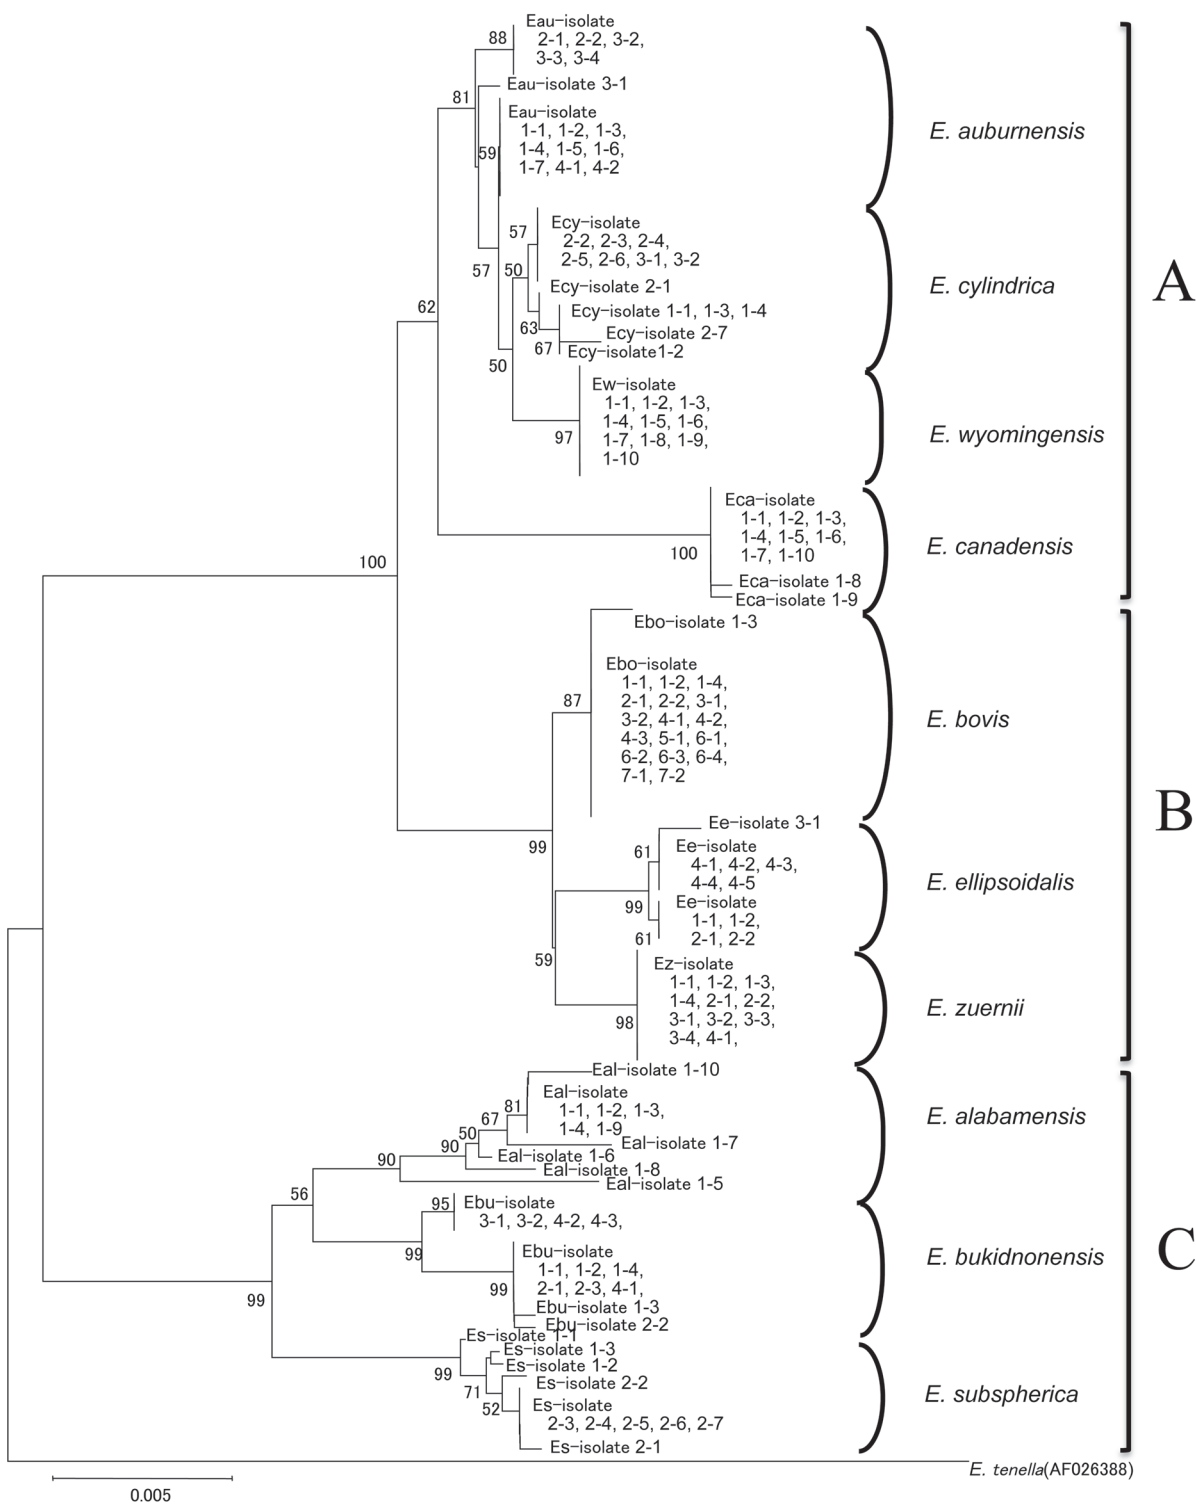 Eau-isolate
2-1, 2-2, 3-2,
3-3, 3-4
88
Eau-isolate 3-1
81
Eau-isolate
1-1, 1-2, 1-3,
1-4, 1-5, 1-6,
1-7, 4-1, 4-2
59
E. auburnensis
Ecy-isolate
2-2, 2-3, 2-4,
2-5, 2-6, 3-1, 3-2
57
57
50
Ecy-isolate 2-1
Ecy-isolate 1-1, 1-3, 1-4
63
Ecy-isolate 2-7
67
Ecy-isolate1-2
E. cylindrica
A
62
50
Ew-isolate
1-1, 1-2, 1-3,
1-4, 1-5, 1-6,
1-7, 1-8, 1-9,
1-10
97
E. wyomingensis
Eca-isolate
1-1, 1-2, 1-3,
1-4, 1-5, 1-6,
1-7, 1-10
100
Eca-isolate 1-8
Eca-isolate 1-9
E. canadensis
100
Ebo-isolate 1-3
Ebo-isolate
1-1, 1-2, 1-4,
2-1, 2-2, 3-1,
3-2, 4-1, 4-2,
4-3, 5-1, 6-1,
6-2, 6-3, 6-4,
7-1, 7-2
87
E. bovis
B
99
Ee-isolate 3-1
61
Ee-isolate
4-1, 4-2, 4-3,
4-4, 4-5
99
Ee-isolate
1-1, 1-2,
2-1, 2-2
61
E. ellipsoidalis
59
Ez-isolate
1-1, 1-2, 1-3,
1-4, 2-1, 2-2,
3-1, 3-2, 3-3,
3-4, 4-1,
98
E. zuernii
Eal-isolate 1-10
Eal-isolate
1-1, 1-2, 1-3,
1-4, 1-9
81
67
50
90
90
Eal-isolate 1-7
Eal-isolate 1-6
Eal-isolate 1-8
Eal-isolate 1-5
E. alabamensis
56
95
Ebu-isolate
3-1, 3-2, 4-2, 4-3,
99
Ebu-isolate
1-1, 1-2, 1-4,
2-1, 2-3, 4-1,
99
Ebu-isolate 1-3
Ebu-isolate 2-2
E. bukidnonensis
C
99
Es-isolate 1-1
Es-isolate 1-3
Es-isolate 1-2
99
Es-isolate 2-2
71
52
Es-isolate
2-3, 2-4, 2-5, 2-6, 2-7
Es-isolate 2-1
E. subspherica
E. tenella(AF026388)
0.005